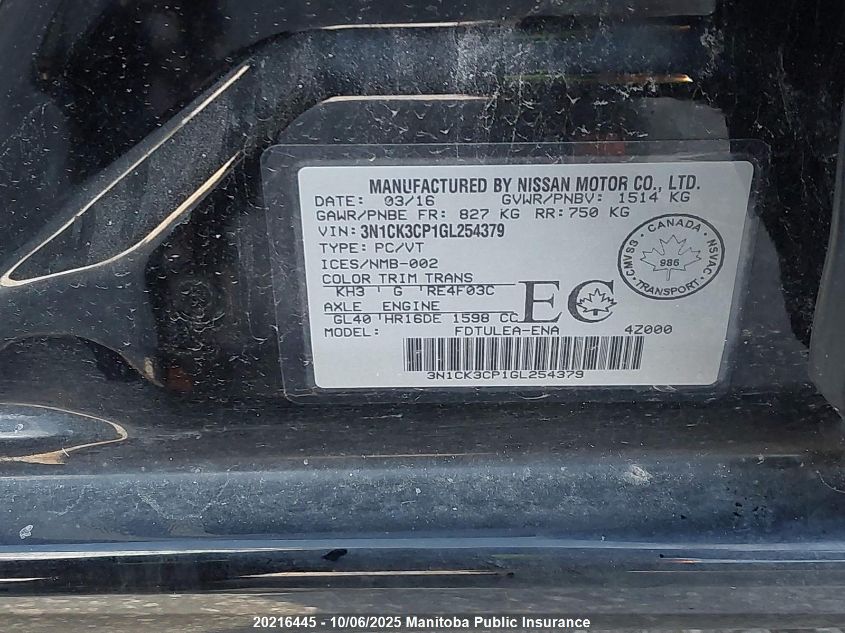 MANUFACTURED BY NISSAN MOTOR CO., LTD.
DATE: 03/16 GVWR/PNBV: 1514 KG
GAWR/PNBE FR: 827 KG RR: 750 KG
VIN: 3N1CK3CP1GL254379
TYPE: PC/VT
ICES/NMB-002
COLOR TRIM TRANS
KH3 ' G ' RE4F03C
AXLE ENGINE
GL40 ' HR16DE 1598 CC
MODEL: FDTULEA-ENA 4Z000
EC
CANADA
CMVSS NSVAC
986
TRANSPORT
3N1CK3CP1GL254379
20216445 - 10/06/2025 Manitoba Public Insurance